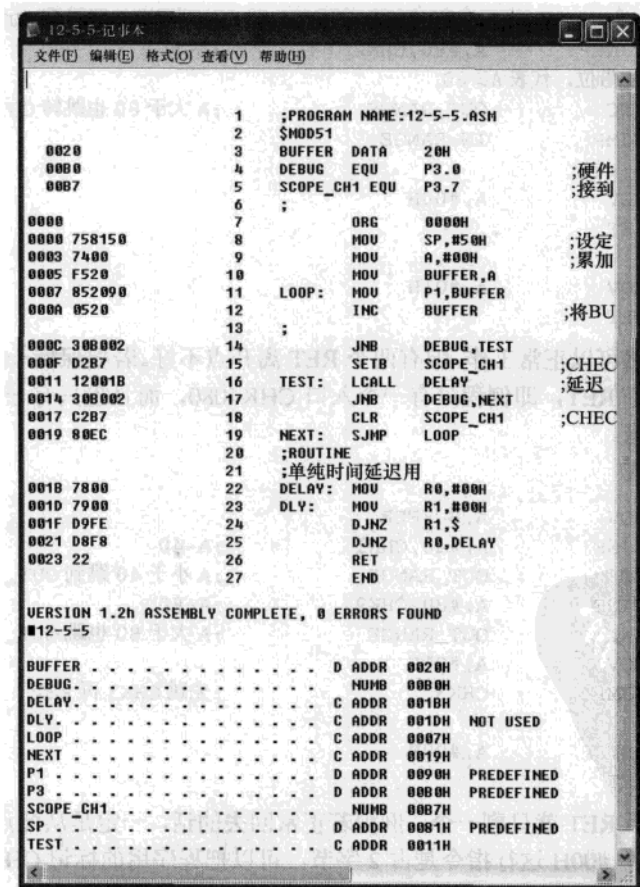 12-5-5-记事本
文件(F) 编辑(E) 格式(O) 查看(V) 帮助(H)
1 ;PROGRAM NAME:12-5-5.ASM
2 $MOD51
0020 3 BUFFER DATA 20H
00B0 4 DEBUG EQU P3.0 ;硬件
00B7 5 SCOPE_CH1 EQU P3.7 ;接到
6 ;
0000 7 ORG 0000H
0000 758150 8 MOV SP,#50H ;设定
0003 7400 9 MOV A,#00H ;累加
0005 F520 10 MOV BUFFER,A
0007 852090 11 LOOP: MOV P1,BUFFER
000A 0520 12 INC BUFFER ;将BU
13 ;
000C 30B002 14 JNB DEBUG,TEST
000F D2B7 15 SETB SCOPE_CH1 ;CHEC
0011 12001B 16 TEST: LCALL DELAY ;延迟
0014 30B002 17 JNB DEBUG,NEXT
0017 C2B7 18 CLR SCOPE_CH1 ;CHEC
0019 80EC 19 NEXT: SJMP LOOP
20 ;ROUTINE
21 ;单纯时间延迟用
001B 7800 22 DELAY: MOV R0,#00H
001D 7900 23 DLY: MOV R1,#00H
001F D9FE 24 DJNZ R1,$
0021 D8F8 25 DJNZ R0,DELAY
0023 22 26 RET
27 END
VERSION 1.2h ASSEMBLY COMPLETE, 0 ERRORS FOUND
■12-5-5
BUFFER . . . . . . . . . . . . . . D ADDR 0020H
DEBUG. . . . . . . . . . . . . . . NUMB 00B0H
DELAY. . . . . . . . . . . . . . . C ADDR 001BH
DLY. . . . . . . . . . . . . . . . C ADDR 001DH NOT USED
LOOP . . . . . . . . . . . . . . . C ADDR 0007H
NEXT . . . . . . . . . . . . . . . C ADDR 0019H
P1 . . . . . . . . . . . . . . . . D ADDR 0090H PREDEFINED
P3 . . . . . . . . . . . . . . . . D ADDR 00B0H PREDEFINED
SCOPE_CH1. . . . . . . . . . . . . NUMB 00B7H
SP . . . . . . . . . . . . . . . . D ADDR 0081H PREDEFINED
TEST . . . . . . . . . . . . . . . C ADDR 0011H